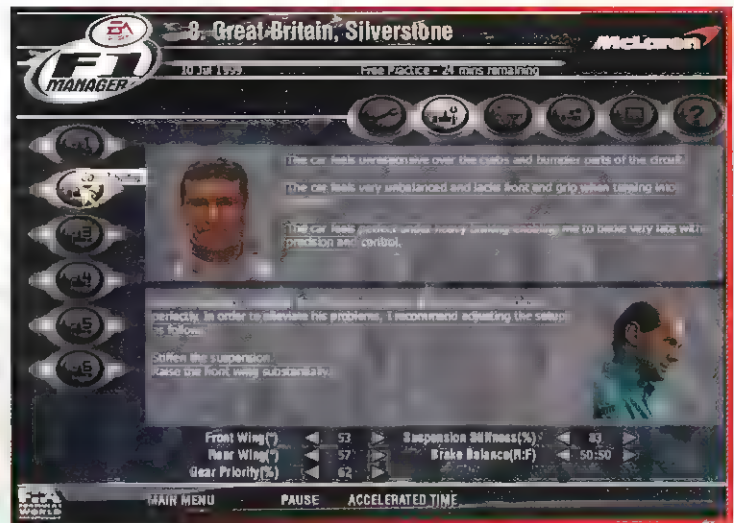 EA
8. Great Britain, Silverstone
McLaren
F1
MANAGER
10 Jul 1999
Free Practice - 24 mins remaining
The car feels unresponsive over the curbs and bumpier parts of the circuit.
The car feels very unbalanced and lacks front end grip when turning into
The car feels perfect under heavy braking enabling me to brake very late with
precision and control.
perfectly. In order to alleviate his problems, I recommend adjusting the setup
as follows:
Stiffen the suspension.
Raise the front wing substantially.
Front Wing(°) 53
Suspension Stiffness(%) 83
Rear Wing(°) 57
Brake Balance(R:F) 50:50
Gear Priority(%) 62
MAIN MENU
PAUSE
ACCELERATED TIME